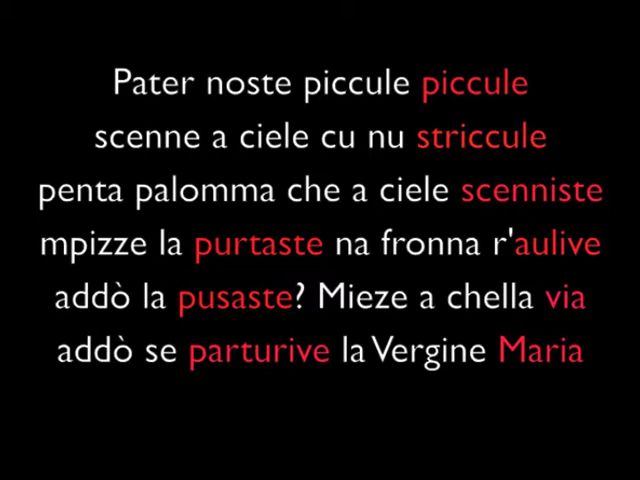 Pater noste piccule piccule
scenne a ciele cu nu striccule
penta palomma che a ciele scenniste
mpizze la purtaste na fronna r'aulive
addò la pusaste? Mieze a chella via
addò se parturive la Vergine Maria